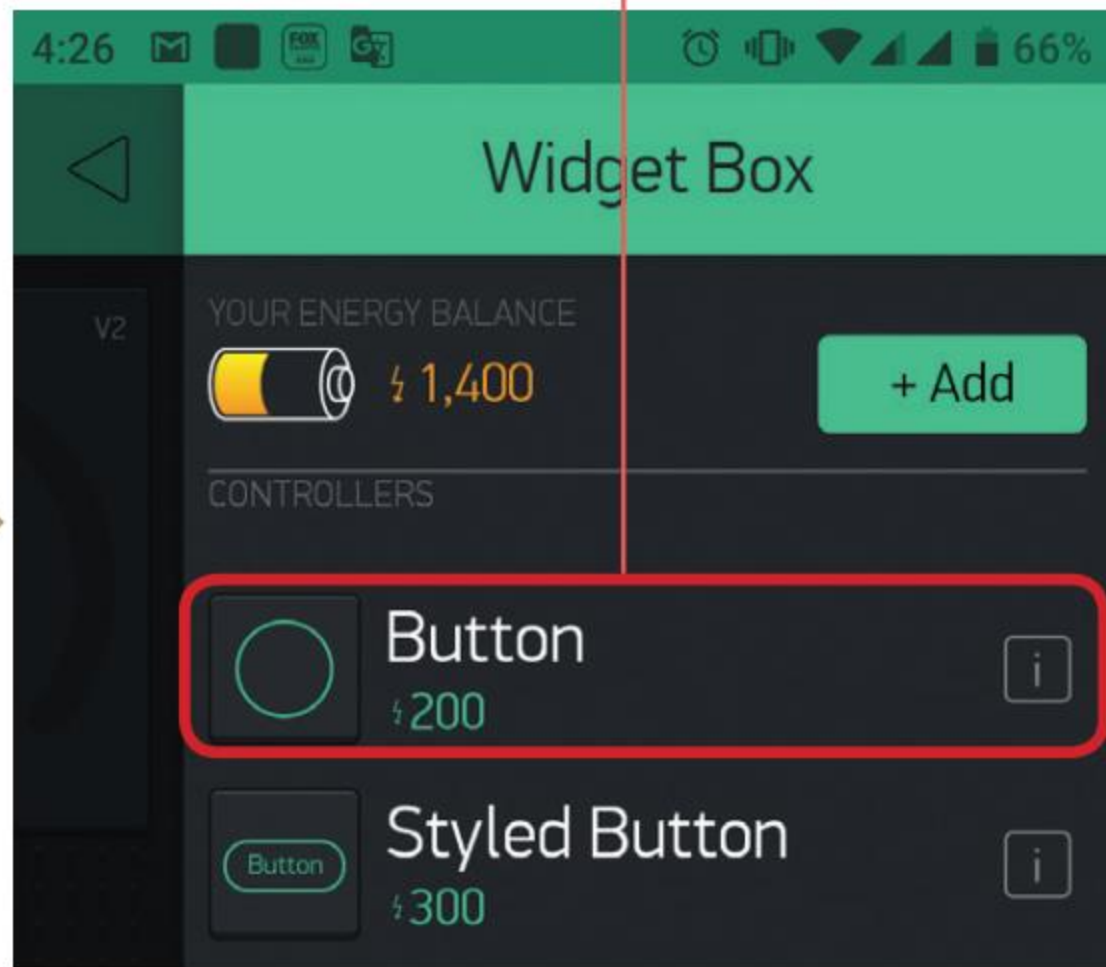 4:26 66%
Widget Box
V2
YOUR ENERGY BALANCE
1,400
+ Add
CONTROLLERS
Button
200
i
Button
Styled Button
300
i